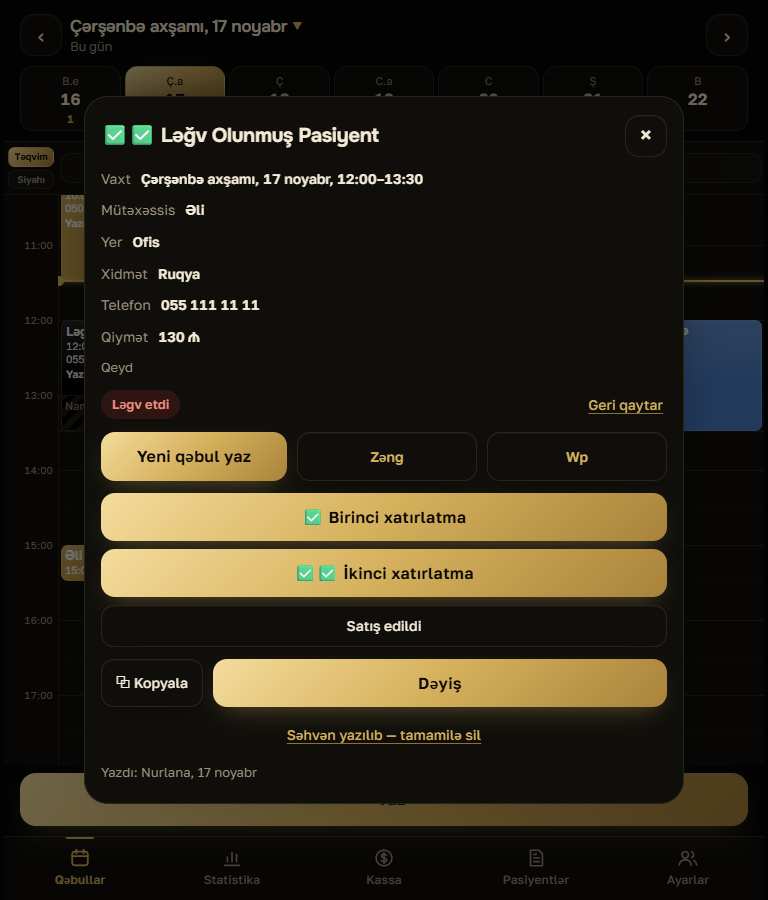 Çərşənbə axşamı, 17 noyabr ▼
Bu gün
B.e
Ç.a
Ç
C.a
C
Ş
B
16
22
1
Təqvim
Siyahı
✅✅ Ləğv Olunmuş Pasiyent
Vaxt Çərşənbə axşamı, 17 noyabr, 12:00–13:30
Mütəxəssis Əli
Yer Ofis
Xidmət Ruqya
Telefon 055 111 11 11
Qiymət 130 ₼
Qeyd
Ləğv etdi
Geri qaytar
Yeni qəbul yaz
Zəng
Wp
✅ Birinci xatırlatma
✅✅ İkinci xatırlatma
Satış edildi
Kopyala
Dəyiş
Səhvən yazılıb — tamamilə sil
Yazdı: Nurlana, 17 noyabr
11:00
12:00
13:00
14:00
15:00
16:00
17:00
Əli
Qəbullar
Statistika
Kassa
Pasiyentlər
Ayarlar